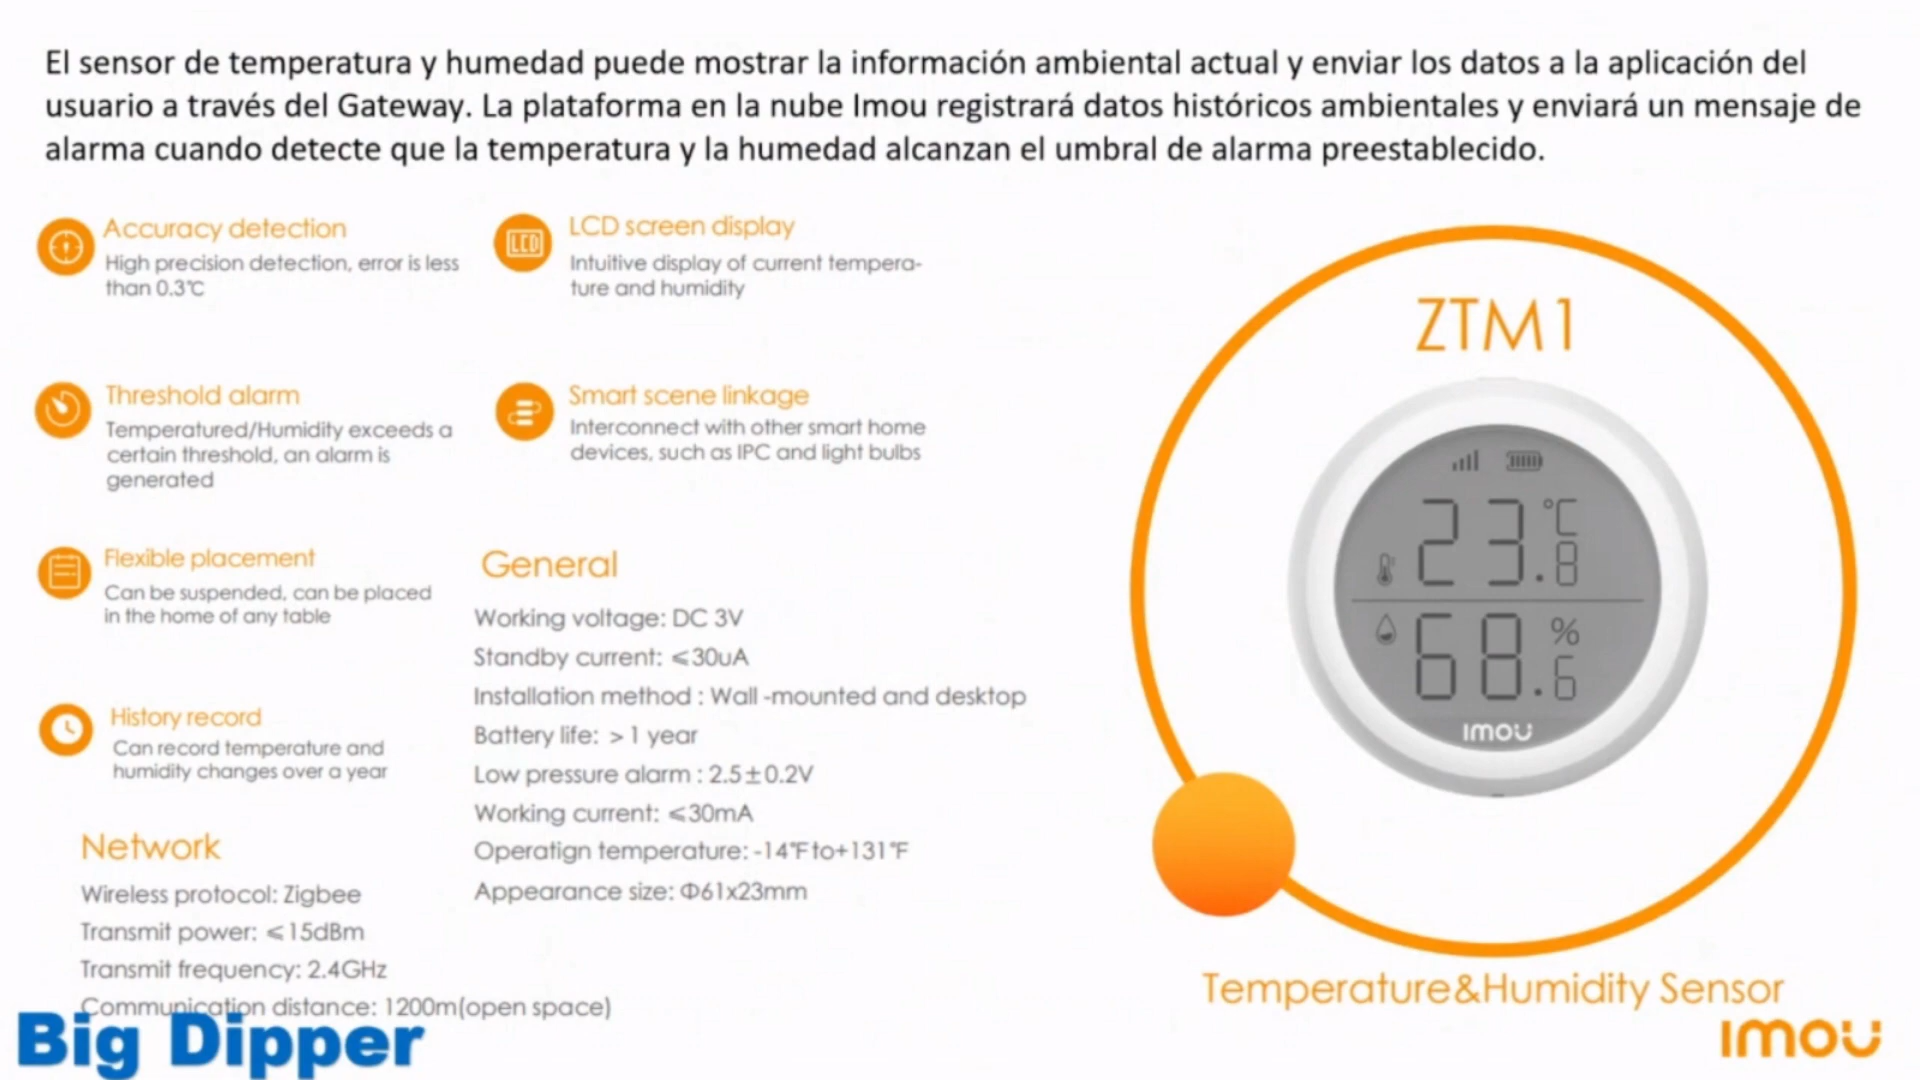 El sensor de temperatura y humedad puede mostrar la información ambiental actual y enviar los datos a la aplicación del
usuario a través del Gateway. La plataforma en la nube Imou registrará datos históricos ambientales y enviará un mensaje de
alarma cuando detecte que la temperatura y la humedad alcanzan el umbral de alarma preestablecido.
Accuracy detection
High precision detection, error is less
than 0.3℃
LCD
LCD screen display
Intuitive display of current tempera-
ture and humidity
Threshold alarm
Temperatured/Humidity exceeds a
certain threshold, an alarm is
generated
Smart scene linkage
Interconnect with other smart home
devices, such as IPC and light bulbs
Flexible placement
Can be suspended, can be placed
in the home of any table
History record
Can record temperature and
humidity changes over a year
Network
Wireless protocol: Zigbee
Transmit power: ⩽15dBm
Transmit frequency: 2.4GHz
Communication distance: 1200m(open space)
General
Working voltage: DC 3V
Standby current: ⩽30uA
Installation method : Wall -mounted and desktop
Battery life: >1 year
Low pressure alarm : 2.5±0.2V
Working current: ⩽30mA
Operatign temperature: -14℉to+131℉
Appearance size: Φ61x23mm
ZTM1
23.8 ℃
68.6 %
imou
Temperature&Humidity Sensor
imou
Big Dipper